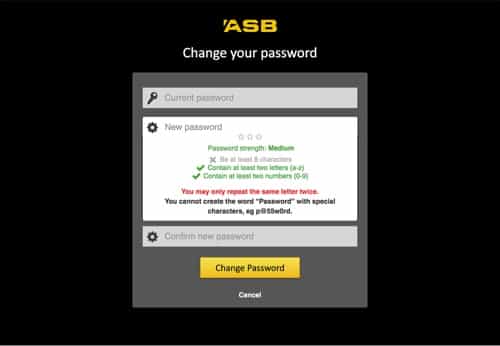 ASB
Change your password
Current password
New password
Password strength: Medium
Be at least 8 characters
Contain at least two letters (a-z)
Contain at least two numbers (0-9)
You may only repeat the same letter twice.
You cannot create the word "Password" with special
characters, eg p@55w0rd.
Confirm new password
Change Password
Cancel